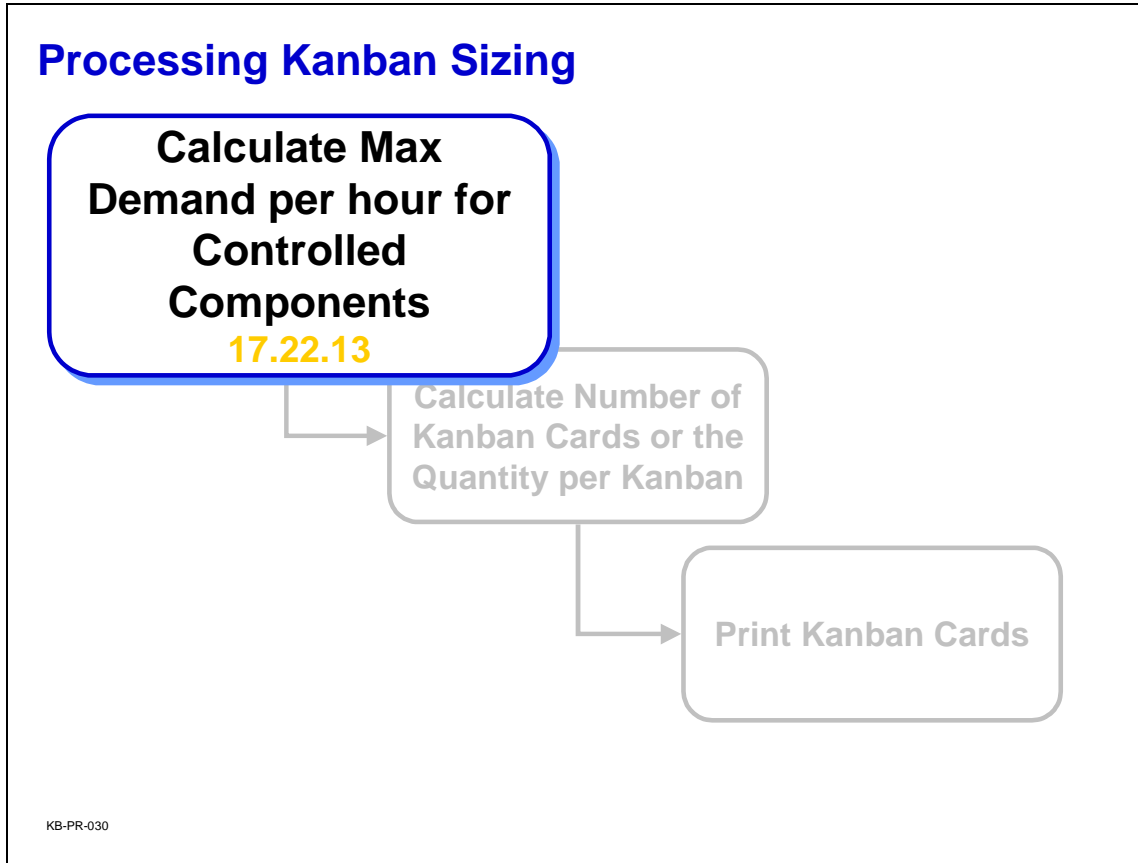 Processing Kanban Sizing
Calculate Max
Demand per hour for
Controlled
Components
17.22.13
Calculate Number of
Kanban Cards or the
Quantity per Kanban
Print Kanban Cards
KB-PR-030